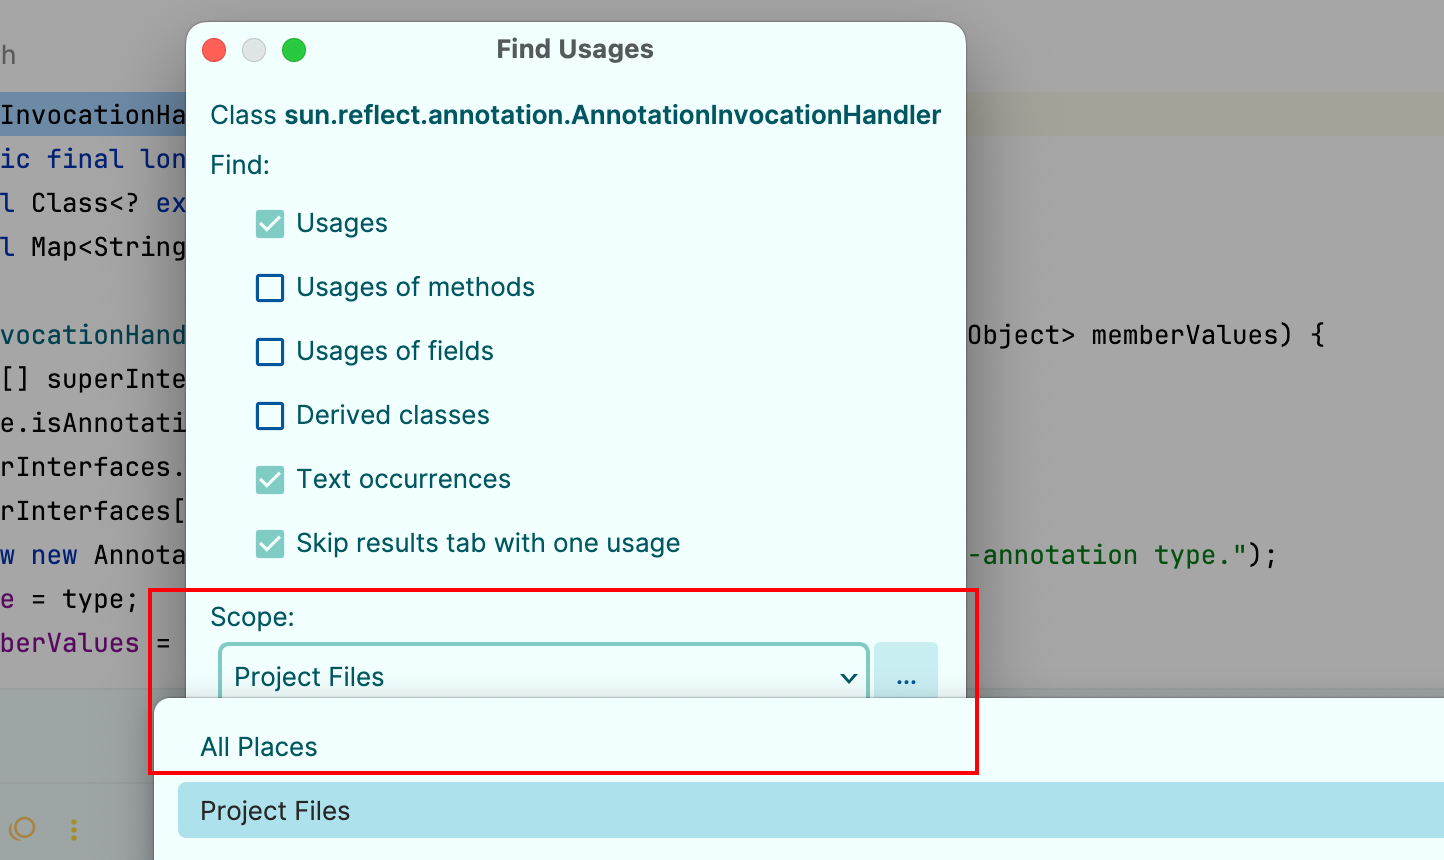 Find Usages
h
InvocationHa
Class sun.reflect.annotation.AnnotationInvocationHandler
ic final lon
Find:
l Class<? ex
Usages
l Map<String
Usages of methods
vocationHand
Object> memberValues) {
Usages of fields
[] superInte
e.isAnnotati
Derived classes
rInterfaces.
Text occurrences
rInterfaces[
w new Annota
-annotation type.");
Skip results tab with one usage
e = type;
Scope:
berValues =
Project Files
...
All Places
Project Files